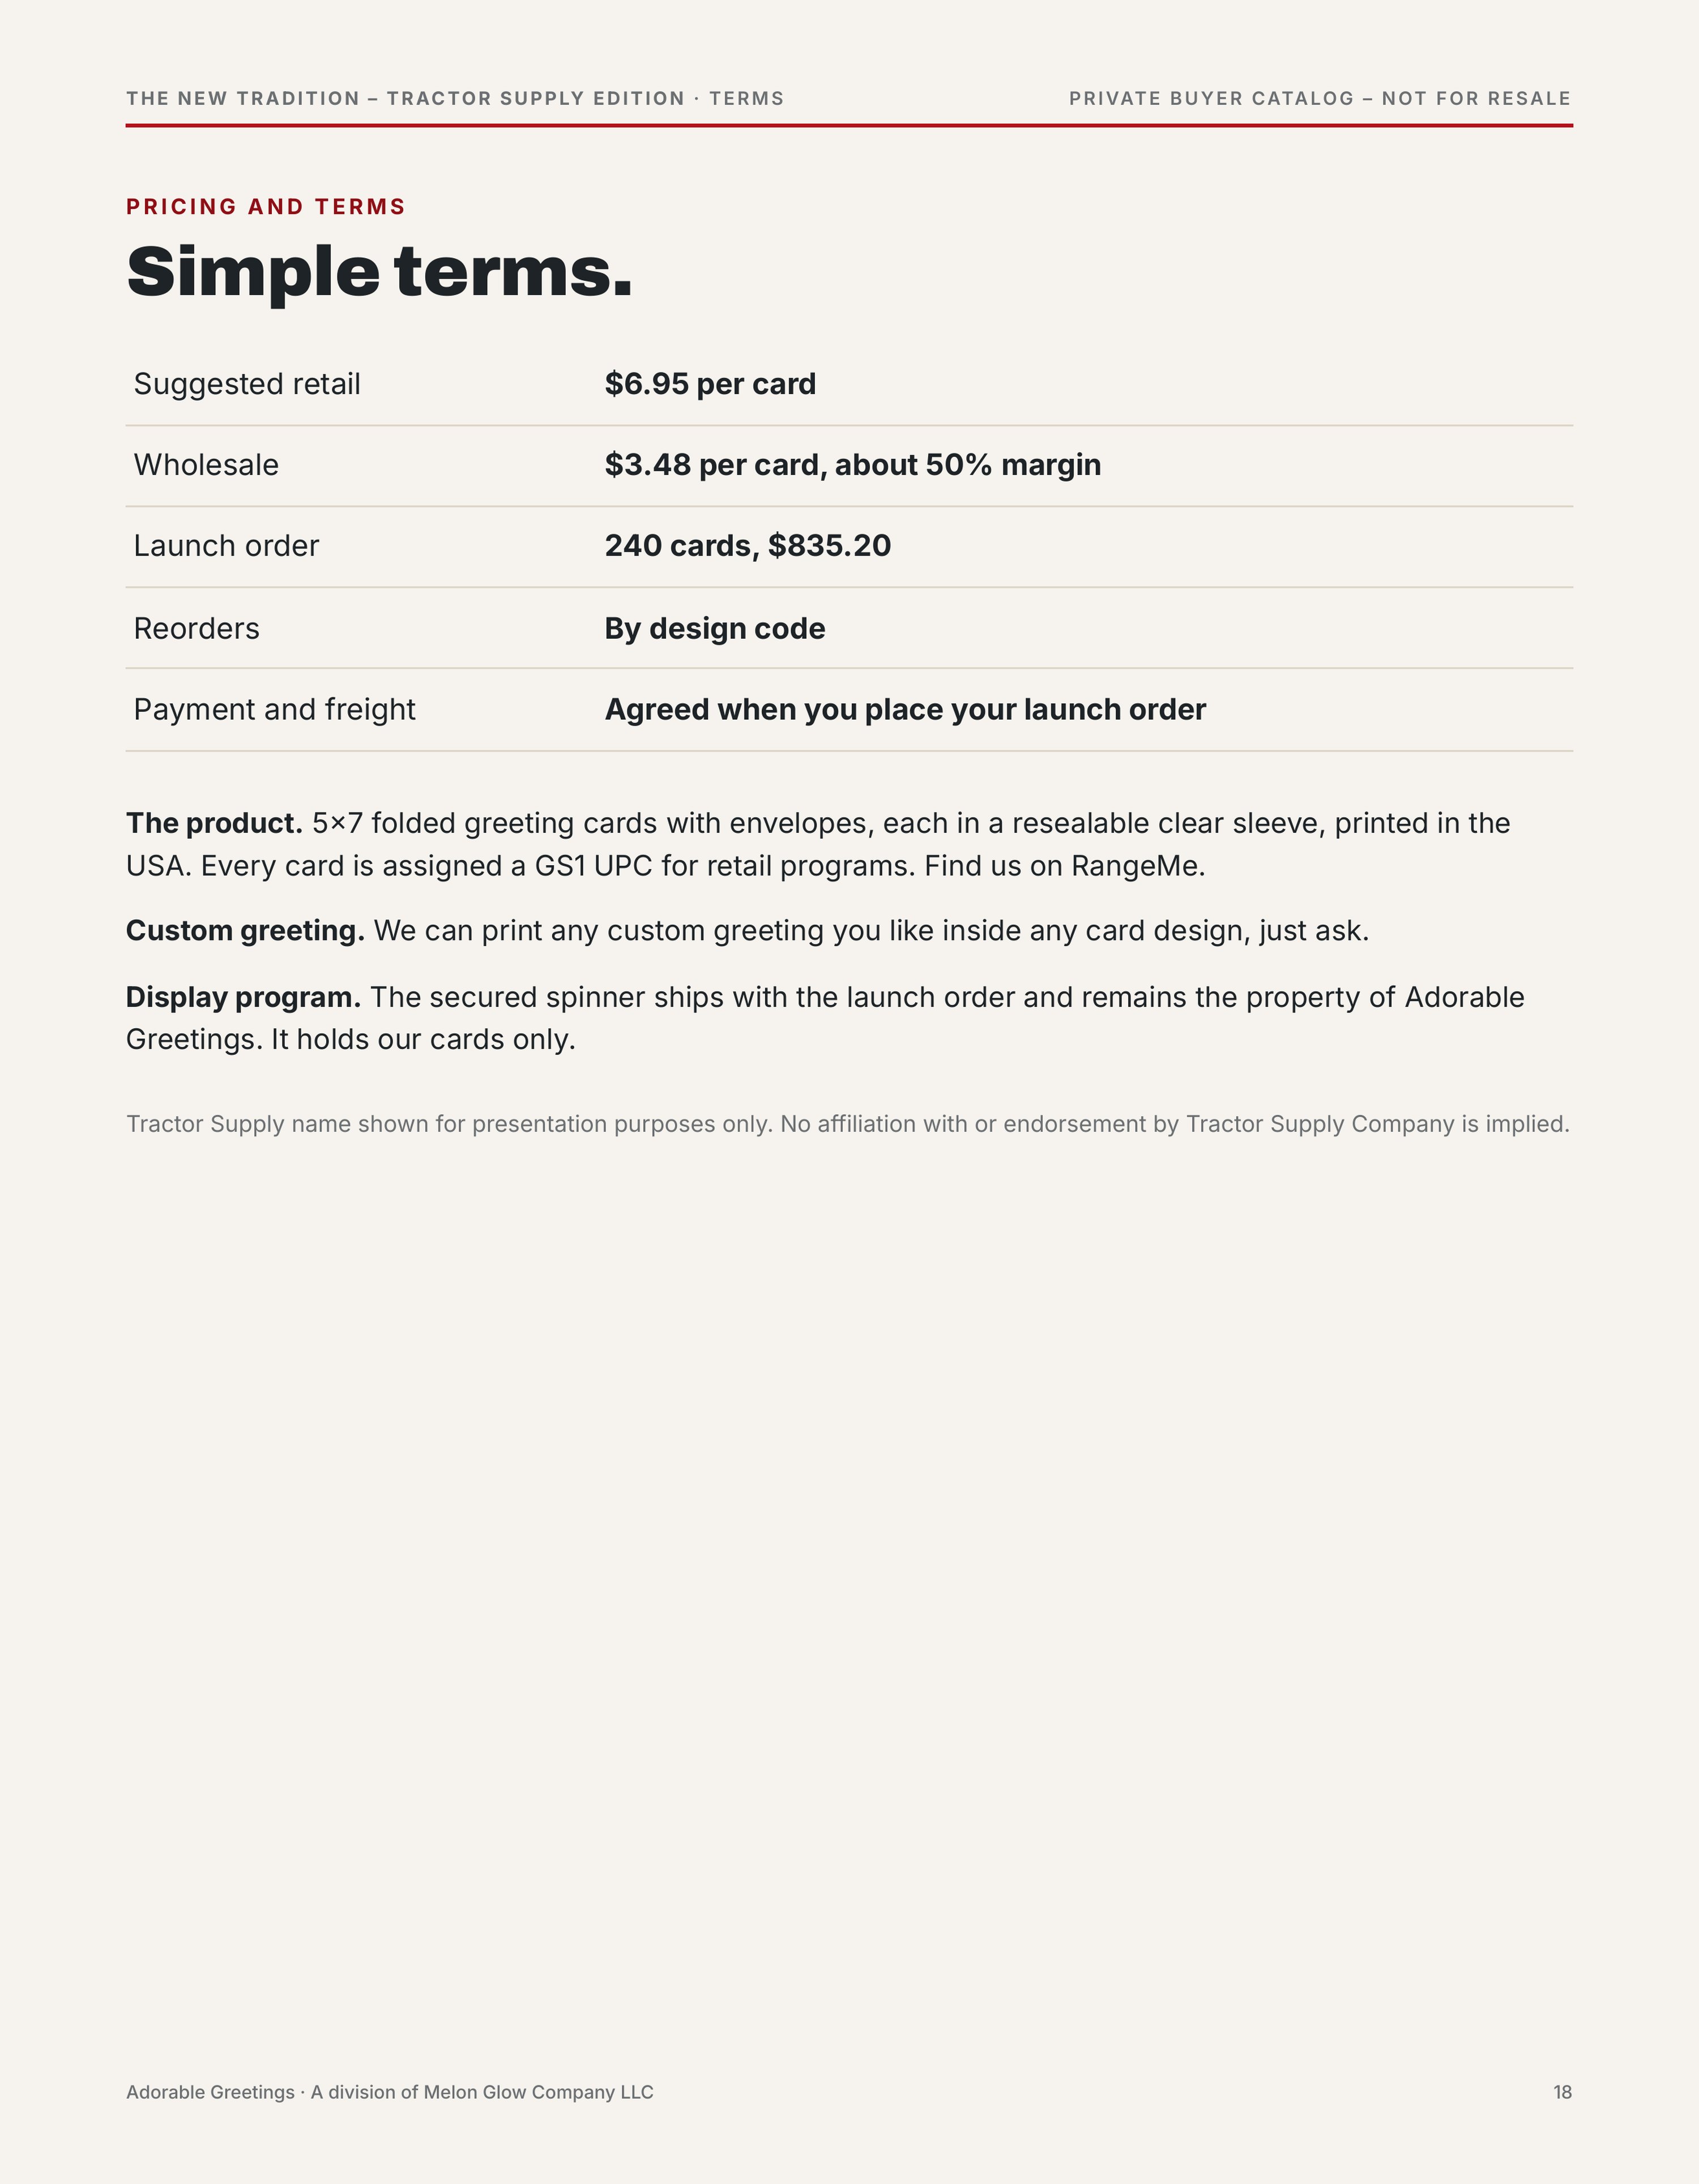 THE NEW TRADITION – TRACTOR SUPPLY EDITION · TERMS
PRIVATE BUYER CATALOG – NOT FOR RESALE
PRICING AND TERMS
Simple terms.
Suggested retail
$6.95 per card
Wholesale
$3.48 per card, about 50% margin
Launch order
240 cards, $835.20
Reorders
By design code
Payment and freight
Agreed when you place your launch order
The product. 5×7 folded greeting cards with envelopes, each in a resealable clear sleeve, printed in the
USA. Every card is assigned a GS1 UPC for retail programs. Find us on RangeMe.
Custom greeting. We can print any custom greeting you like inside any card design, just ask.
Display program. The secured spinner ships with the launch order and remains the property of Adorable
Greetings. It holds our cards only.
Tractor Supply name shown for presentation purposes only. No affiliation with or endorsement by Tractor Supply Company is implied.
Adorable Greetings · A division of Melon Glow Company LLC
18